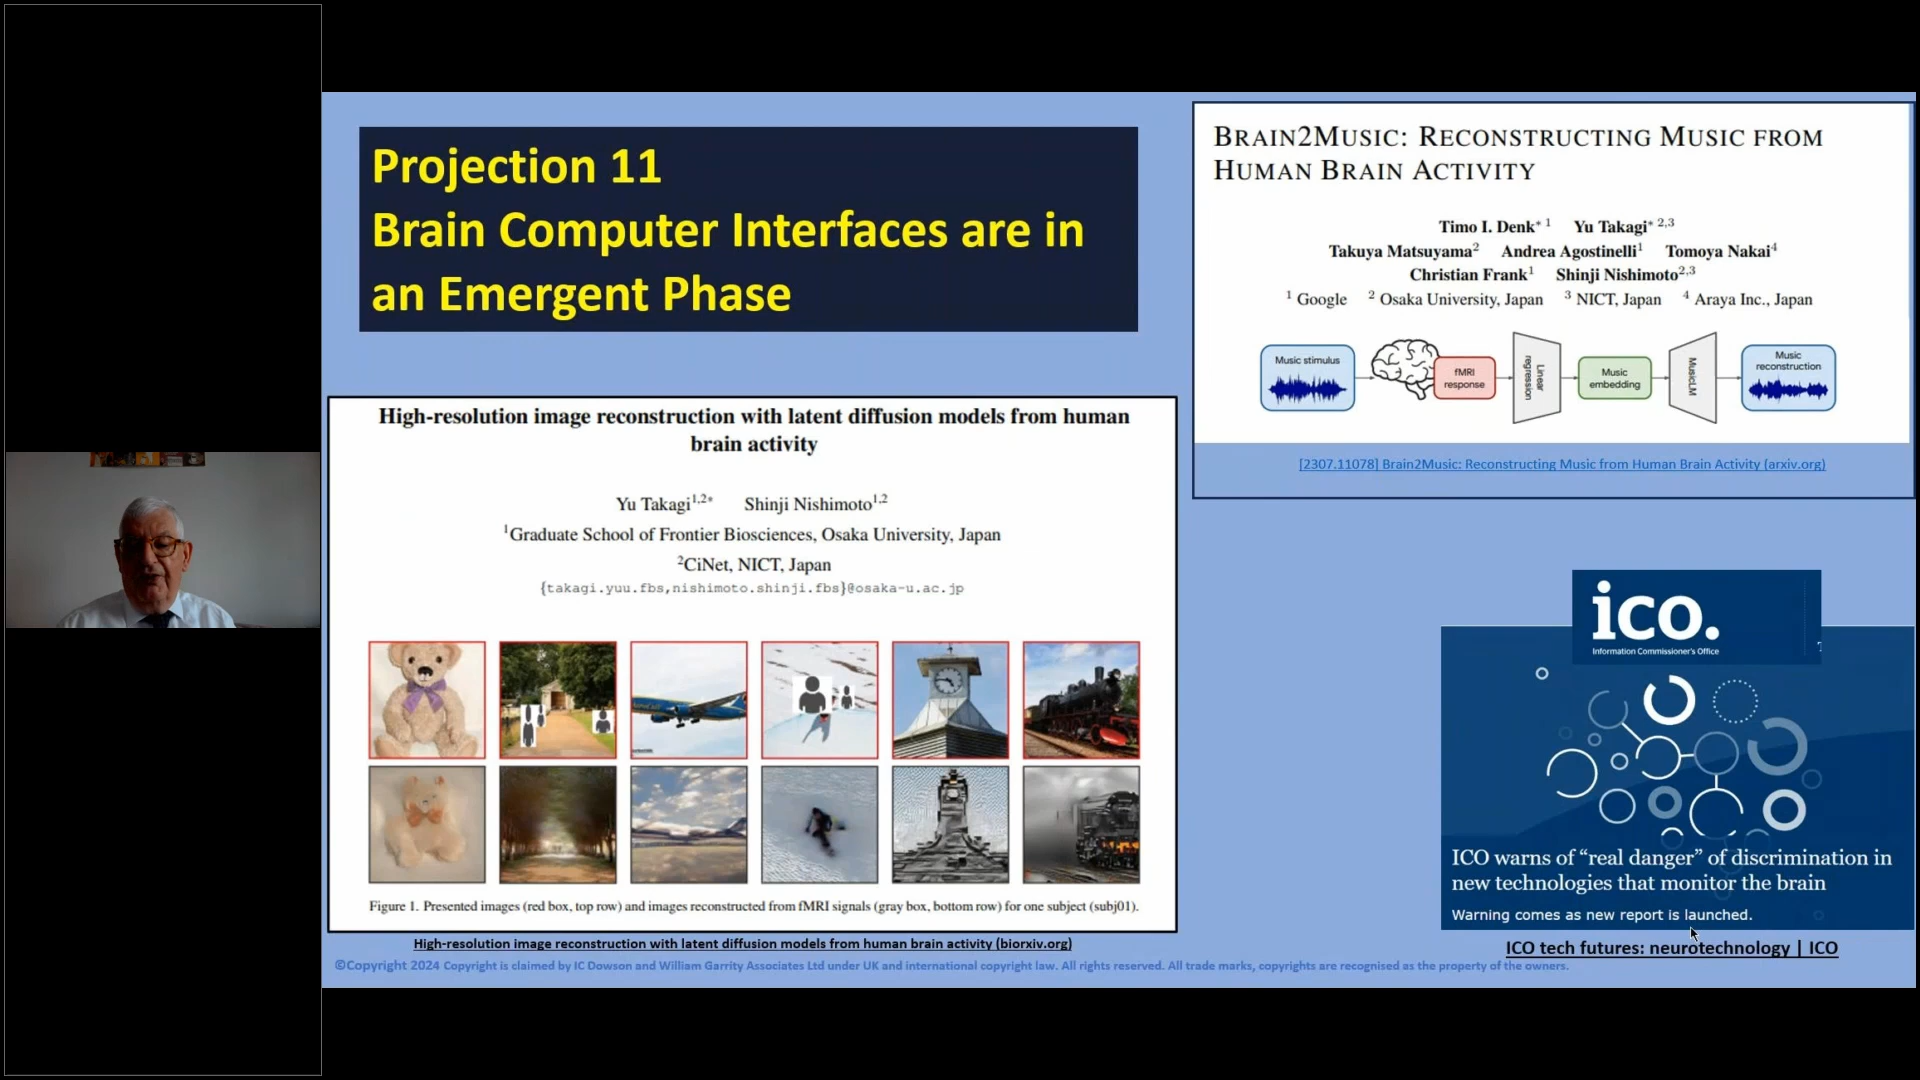 Projection 11
Brain Computer Interfaces are in
an Emergent Phase
BRAIN2MUSIC: RECONSTRUCTING MUSIC FROM
HUMAN BRAIN ACTIVITY
Timo I. Denk* 1 Yu Takagi* 2,3
Takuya Matsuyama2 Andrea Agostinelli1 Tomoya Nakai4
Christian Frank1 Shinji Nishimoto2,3
1 Google 2 Osaka University, Japan 3 NICT, Japan 4 Araya Inc., Japan
Music stimulus
fMRI
response
Linear
regression
Music
embedding
MusicLM
Music
reconstruction
[2307.11078] Brain2Music: Reconstructing Music from Human Brain Activity (arxiv.org)
High-resolution image reconstruction with latent diffusion models from human
brain activity
Yu Takagi1,2* Shinji Nishimoto1,2
1Graduate School of Frontier Biosciences, Osaka University, Japan
2CiNet, NICT, Japan
{takagi.yuu.fbs,nishimoto.shinji.fbs}@osaka-u.ac.jp
Figure 1. Presented images (red box, top row) and images reconstructed from fMRI signals (gray box, bottom row) for one subject (subj01).
High-resolution image reconstruction with latent diffusion models from human brain activity (biorxiv.org)
ico.
Information Commissioner's Office
ICO warns of “real danger” of discrimination in
new technologies that monitor the brain
Warning comes as new report is launched.
ICO tech futures: neurotechnology | ICO
©Copyright 2024 Copyright is claimed by IC Dowson and William Garrity Associates Ltd under UK and international copyright law. All rights reserved. All trade marks, copyrights are recognised as the property of the owners.